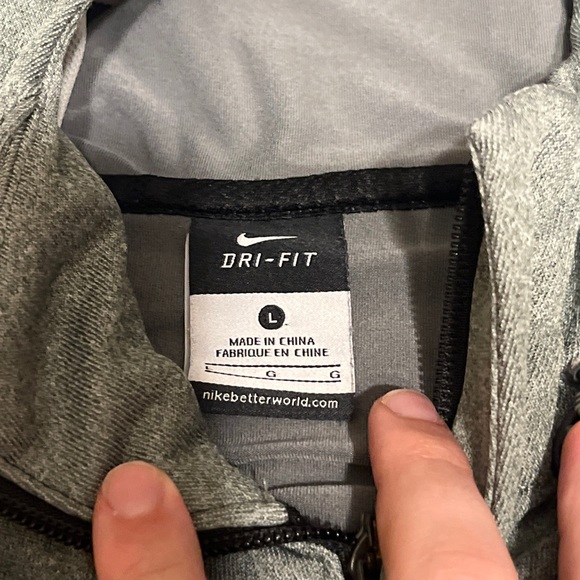 DRI-FIT
L
MADE IN CHINA
FABRIQUE EN CHINE
L G G
nikebetterworld.com